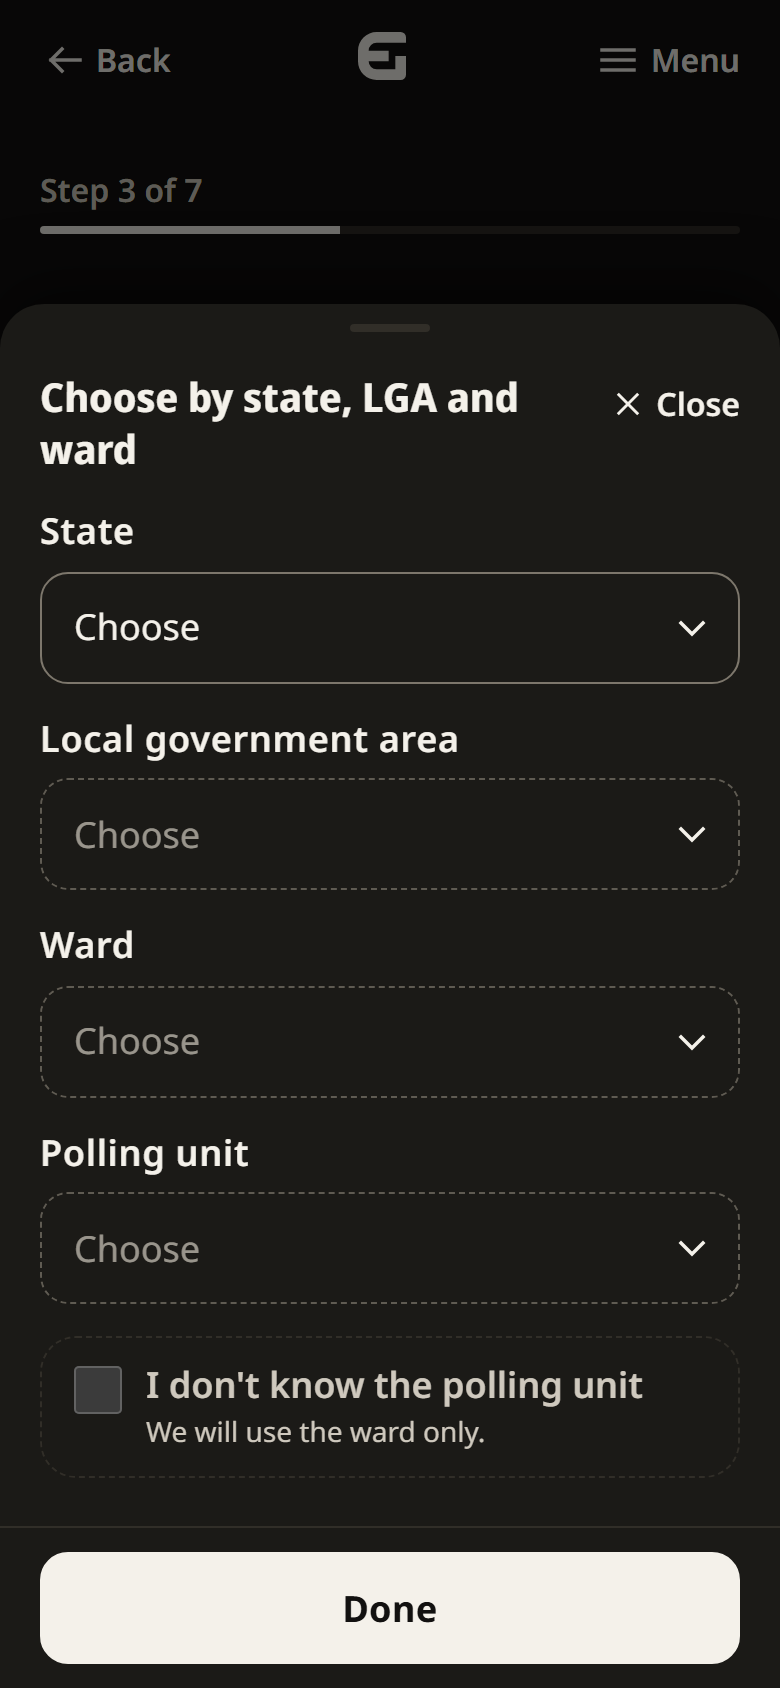 Back
Menu
Step 3 of 7
Choose by state, LGA and
ward
Close
State
Choose
Local government area
Choose
Ward
Choose
Polling unit
Choose
I don't know the polling unit
We will use the ward only.
Done